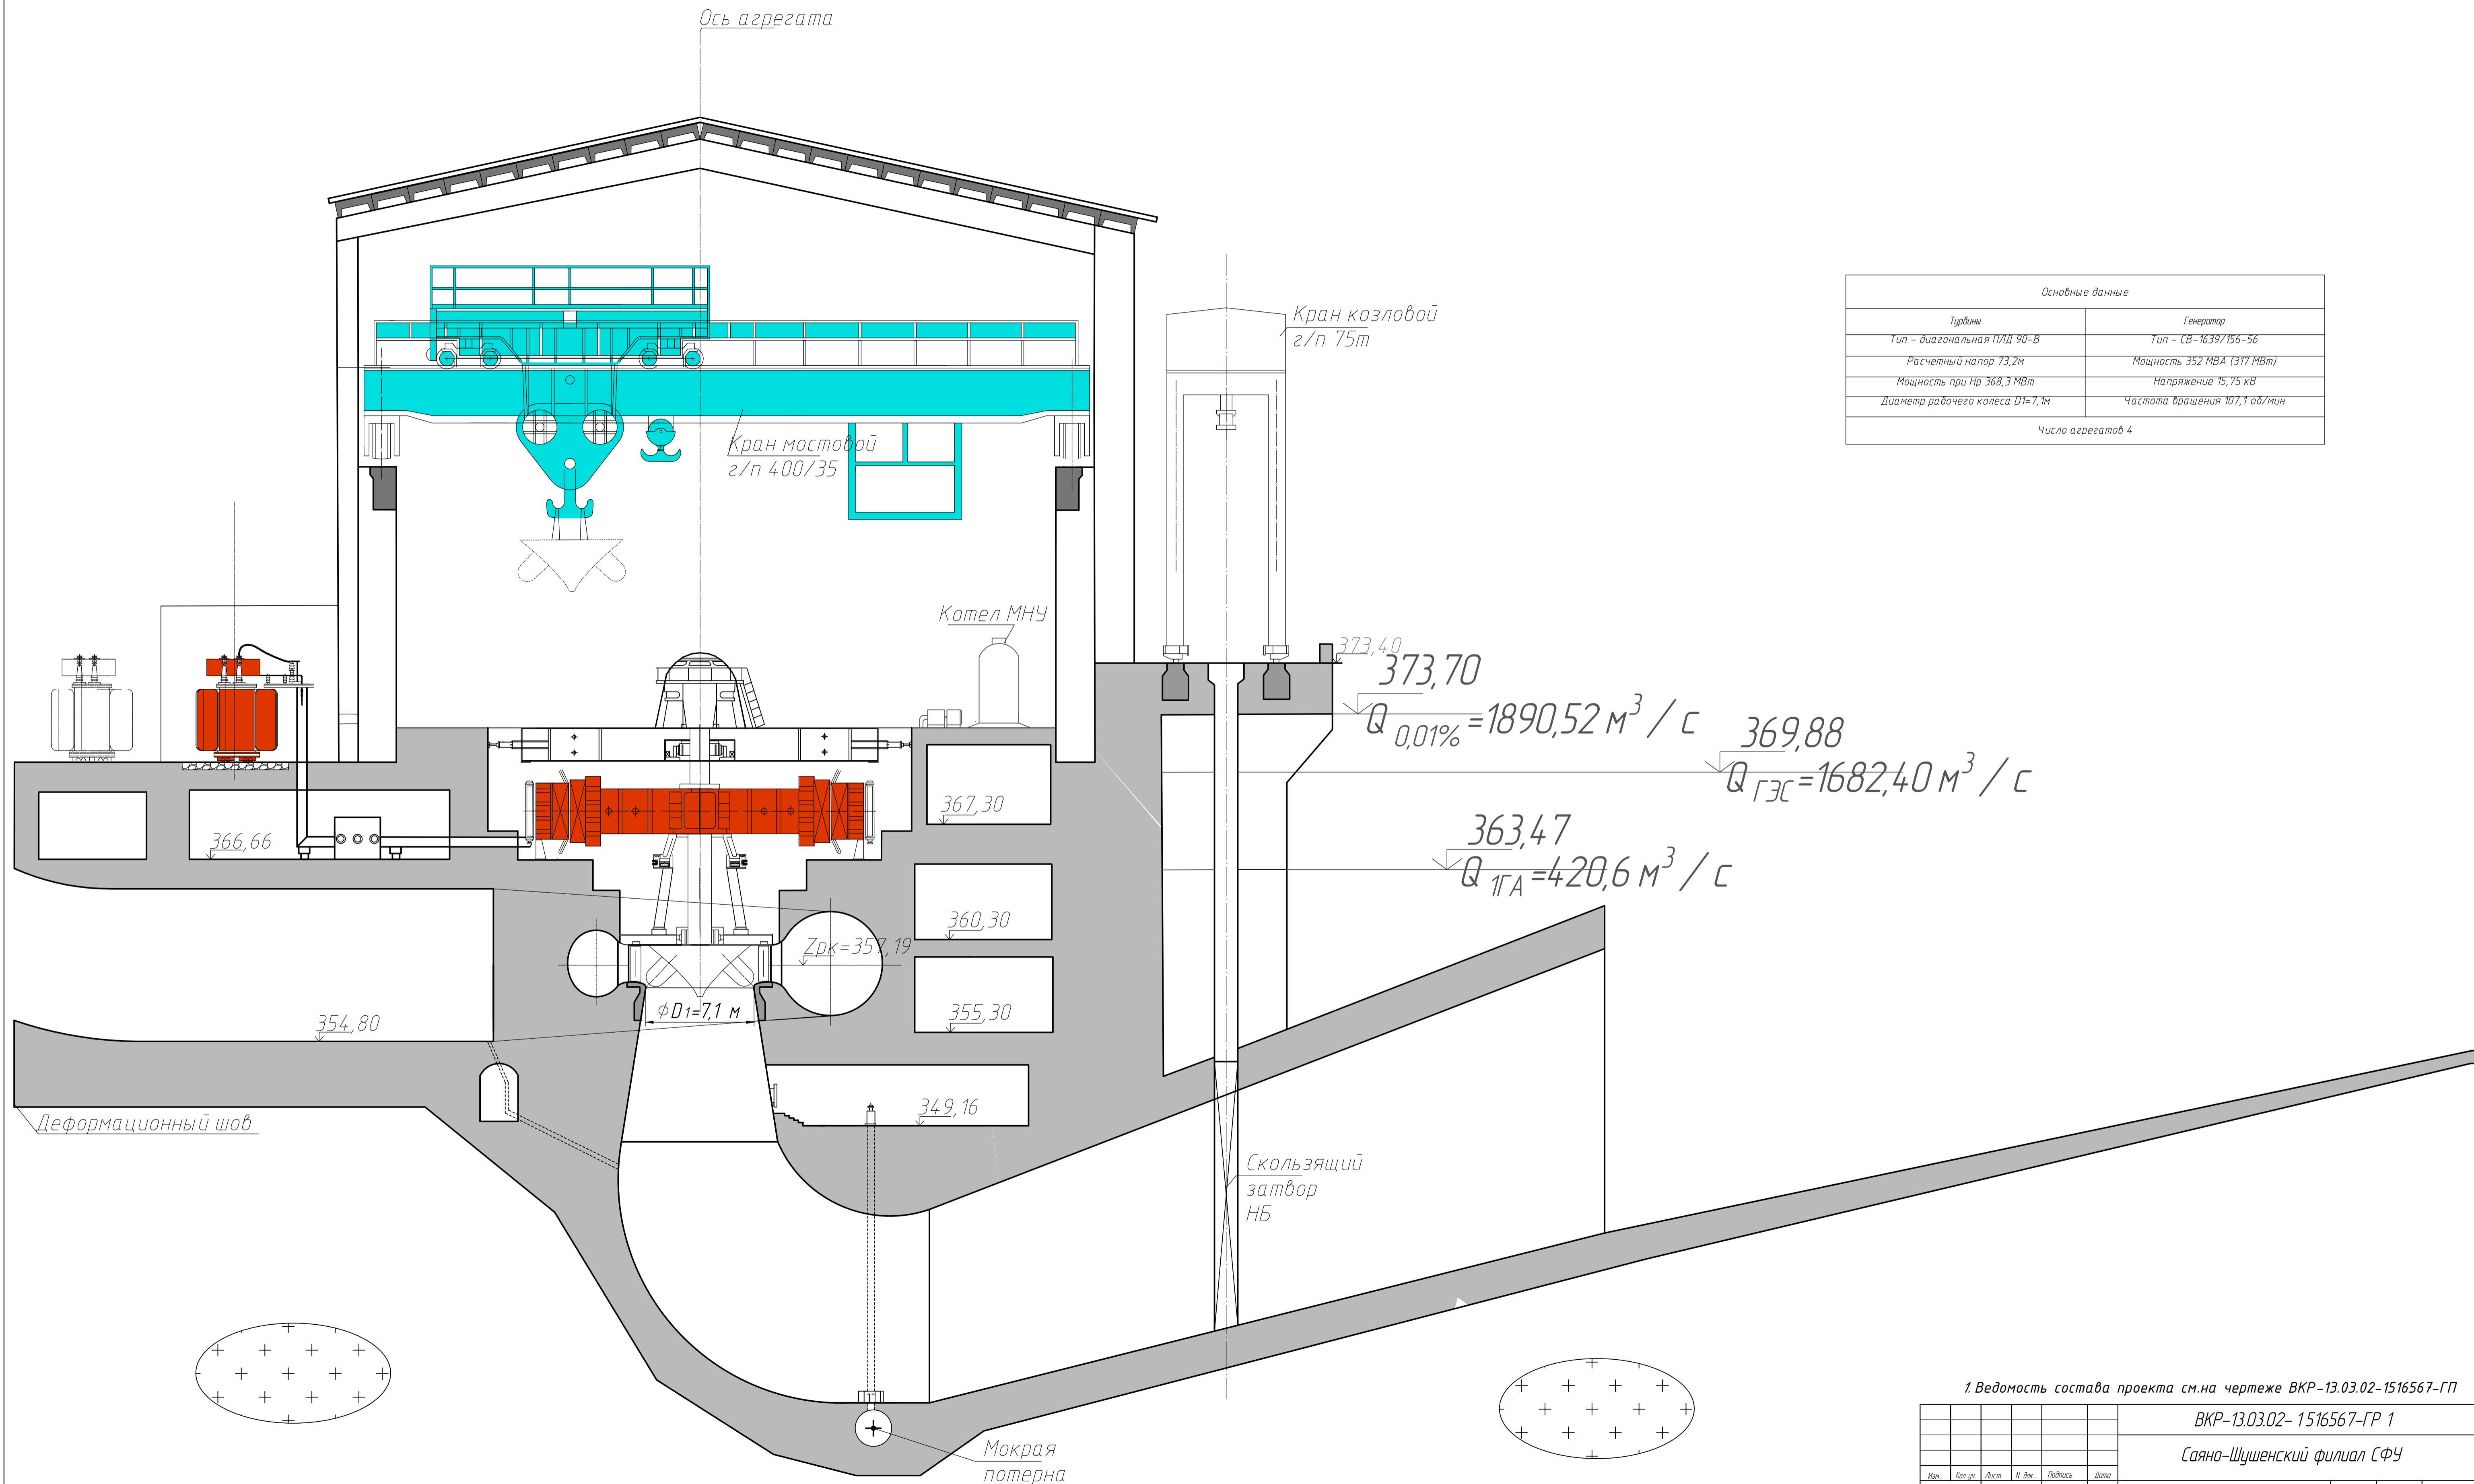 Ось агрегата
Кран козловой
г/п 75т
Кран мостовой
г/п 400/35
Основные данные
Турбины
Генератор
Тип - диагональная ПЛД 90-В
Тип - СВ-1639/156-56
Расчетный напор 73,2м
Мощность 352 МВА (317 МВт)
Мощность при Нр 368,3 МВт
Напряжение 15,75 кВ
Диаметр рабочего колеса D1=7,1м
Частота вращения 107,1 об/мин
Число агрегатов 4
Котел МНУ
373,40
373,70
Q 0,01% =1890,52 м³ / с
369,88
Q ГЭС =1682,40 м³ / с
363,47
Q 1ГА =420,6 м³ / с
367,30
366,66
360,30
Zрк=357,19
355,30
ϕD1=7,1 м
354,80
349,16
Деформационный шов
Скользящий
затвор
НБ
Мокрая
потерна
1. Ведомость состава проекта см.на чертеже ВКР-13.03.02-1516567-ГП
ВКР-13.03.02- 1516567-ГР 1
Саяно-Шушенский филиал СФУ
Изм. Кол.уч. Лист N док. Подпись Дата